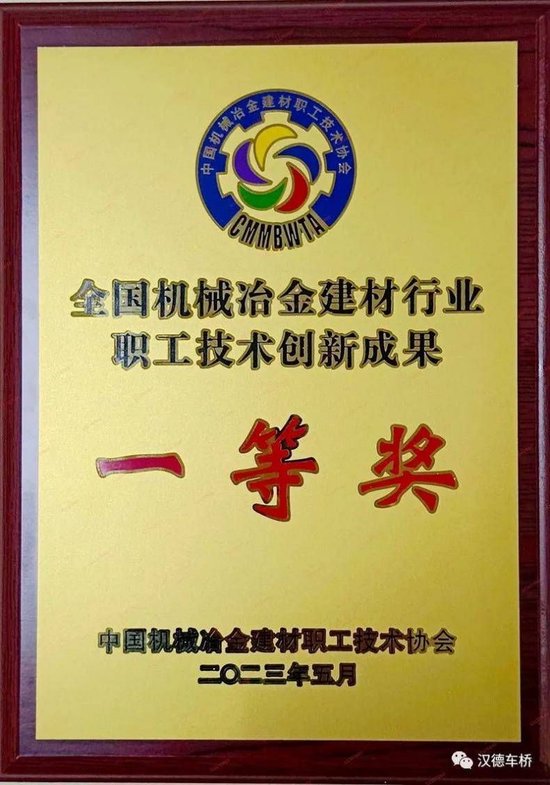 中国机械冶金建材职工技术协会
CMMBWTA
全国机械冶金建材行业
职工技术创新成果
一等奖
中国机械冶金建材职工技术协会
二〇二三年五月
汉德车桥